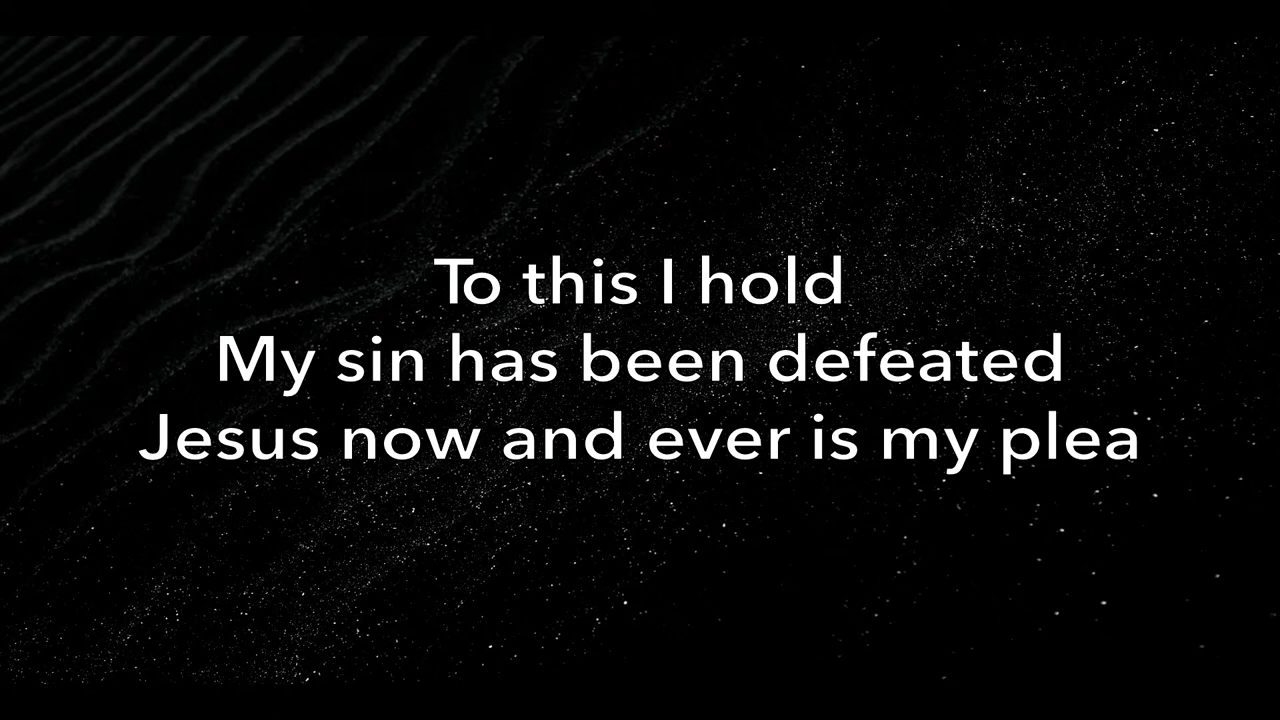 To this I hold
My sin has been defeated
Jesus now and ever is my plea